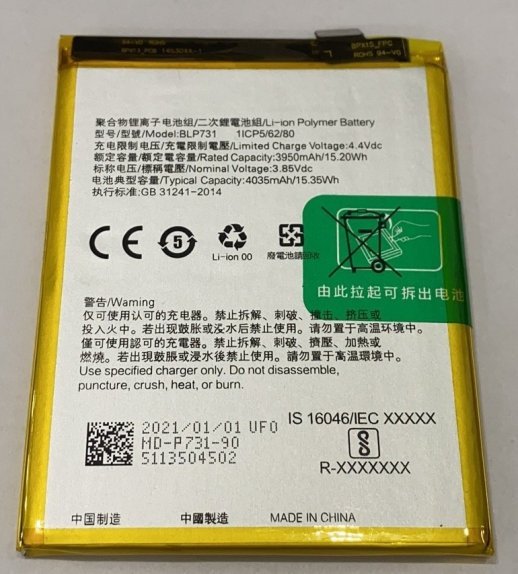 94-V0 ROHS
BPX15_FPC
ROHS 94-V0
聚合物锂离子电池组/二次鋰電池組/Li-ion Polymer Battery
型号/型號/Model:BLP731 1ICP5/62/80
充电限制电压/充電限制電壓/Limited Charge Voltage:4.4Vdc
额定容量/額定電容量/Rated Capacity:3950mAh/15.20Wh
标称电压/標稱電壓/Nominal Voltage:3.85Vdc
电池典型容量/Typical Capacity:4035mAh/15.35Wh
执行标准:GB 31241-2014
CE 5
Li-ion 00 廢電池請回收
由此拉起可拆出电池
警告/Warning
仅可使用认可的充电器。禁止拆解、刺破、撞击、挤压或
投入火中。若出现鼓胀或浸水后禁止使用。请勿置于高温环境中。
僅可使用認可的充電器。禁止拆解、刺破、擠壓、加熱或
燃燒。若出現鼓脹或浸水後禁止使用。請勿置於高溫環境中。
Use specified charger only. Do not disassemble,
puncture, crush, heat, or burn.
2021/01/01 UF0
MD-P731-90
5113504502
IS 16046/IEC XXXXX
R-XXXXXXX
中国制造 中國製造 MADE IN CHINA